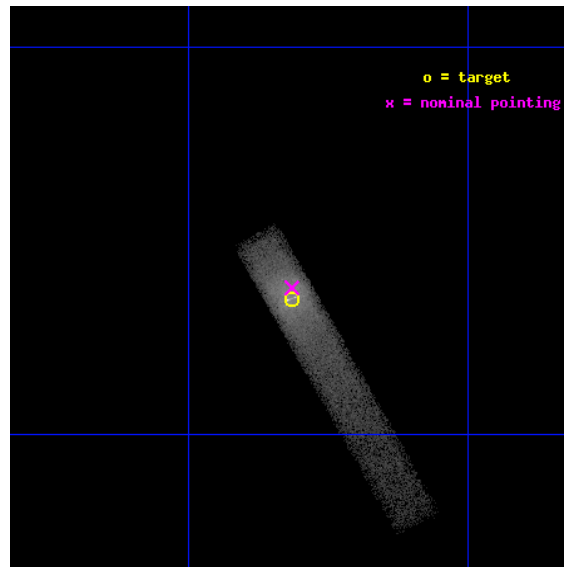 o = target
x = nominal pointing